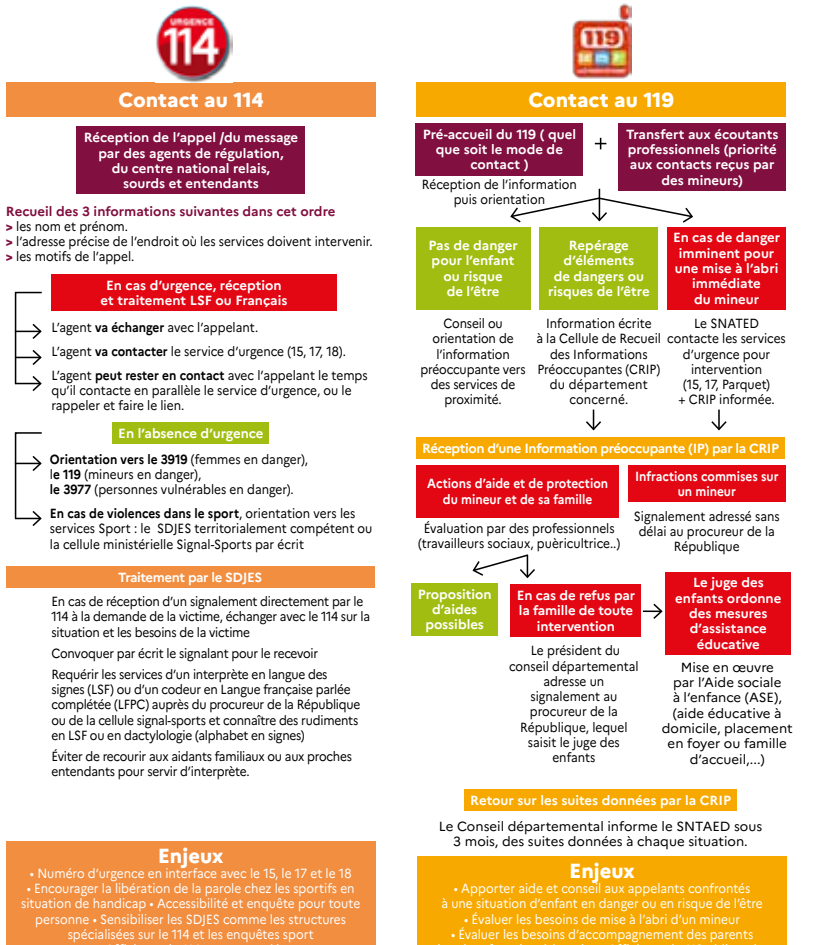 URGENCE
114
Contact au 114
Réception de l'appel /du message
par des agents de régulation,
du centre national relais,
sourds et entendants
Recueil des 3 informations suivantes dans cet ordre
> les nom et prénom.
> l'adresse précise de l'endroit où les services doivent intervenir.
> les motifs de l'appel.
En cas d'urgence, réception
et traitement LSF ou Français
L'agent va échanger avec l'appelant.
L'agent va contacter le service d'urgence (15, 17, 18).
L'agent peut rester en contact avec l'appelant le temps
qu'il contacte en parallèle le service d'urgence, ou le
rappeler et faire le lien.
En l'absence d'urgence
Orientation vers le 3919 (femmes en danger),
le 119 (mineurs en danger),
le 3977 (personnes vulnérables en danger).
En cas de violences dans le sport, orientation vers les
services Sport : le SDJES territorialement compétent ou
la cellule ministérielle Signal-Sports par écrit
Traitement par le SDJES
En cas de réception d'un signalement directement par le
114 à la demande de la victime, échanger avec le 114 sur la
situation et les besoins de la victime
Convoquer par écrit le signalant pour le recevoir
Requérir les services d'un interprète en langue des
signes (LSF) ou d'un codeur en Langue française parlée
complétée (LFPC) auprès du procureur de la République
ou de la cellule signal-sports et connaître des rudiments
en LSF ou en dactylologie (alphabet en signes)
Éviter de recourir aux aidants familiaux ou aux proches
entendants pour servir d'interprète.
Enjeux
• Numéro d'urgence en interface avec le 15, le 17 et le 18
• Encourager la libération de la parole chez les sportifs en
situation de handicap • Accessibilité et enquête pour toute
personne • Sensibiliser les SDJES comme les structures
spécialisées sur le 114 et les enquêtes sport
119
Contact au 119
Pré-accueil du 119 ( quel
que soit le mode de
contact )
+
Transfert aux écoutants
professionnels (priorité
aux contacts reçus par
des mineurs)
Réception de l'information
puis orientation
Pas de danger
pour l'enfant
ou risque
de l'être
Conseil ou
orientation de
l'information
préoccupante vers
des services de
proximité.
Repérage
d'éléments
de dangers ou
risques de l'être
Information écrite
à la Cellule de Recueil
des Informations
Préoccupantes (CRIP)
du département
concerné.
En cas de danger
imminent pour
une mise à l'abri
immédiate
du mineur
Le SNATED
contacte les services
d'urgence pour
intervention
(15, 17, Parquet)
+ CRIP informée.
Réception d'une Information préoccupante (IP) par la CRIP
Actions d'aide et de protection
du mineur et de sa famille
Évaluation par des professionnels
(travailleurs sociaux, puèricultrice..)
Infractions commises sur
un mineur
Signalement adressé sans
délai au procureur de la
République
Proposition
d'aides
possibles
En cas de refus par
la famille de toute
intervention
Le président du
conseil départemental
adresse un
signalement au
procureur de la
République, lequel
saisit le juge des
enfants
Le juge des
enfants ordonne
des mesures
d'assistance
éducative
Mise en œuvre
par l'Aide sociale
à l'enfance (ASE),
(aide éducative à
domicile, placement
en foyer ou famille
d'accueil,...)
Retour sur les suites données par la CRIP
Le Conseil départemental informe le SNTAED sous
3 mois, des suites données à chaque situation.
Enjeux
• Apporter aide et conseil aux appelants confrontés
à une situation d'enfant en danger ou en risque de l'être
• Évaluer les besoins de mise à l'abri d'un mineur
• Évaluer les besoins d'accompagnement des parents